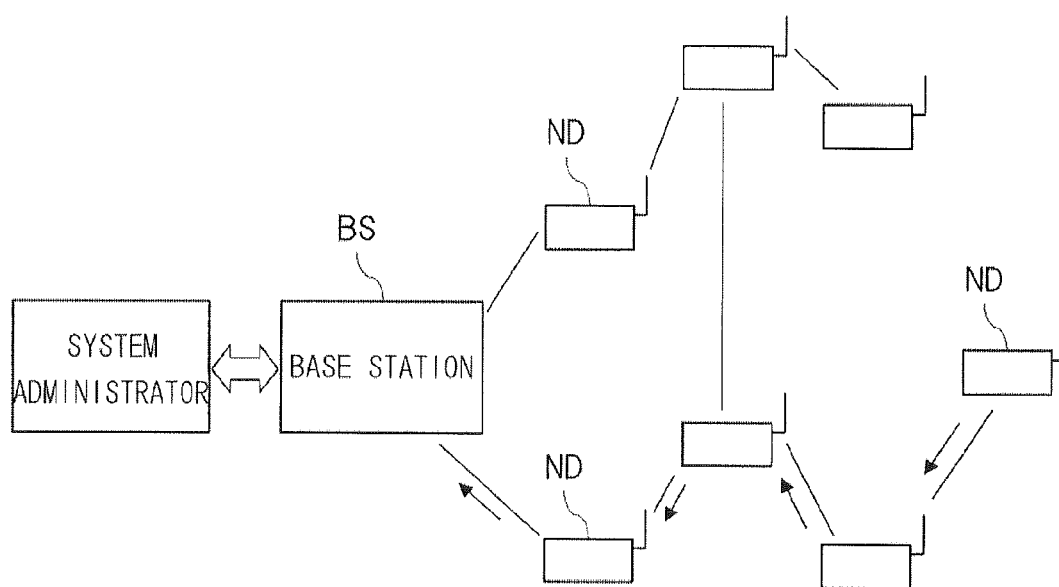 ND
BS
ND
SYSTEM
ADMINISTRATOR
BASE STATION
ND